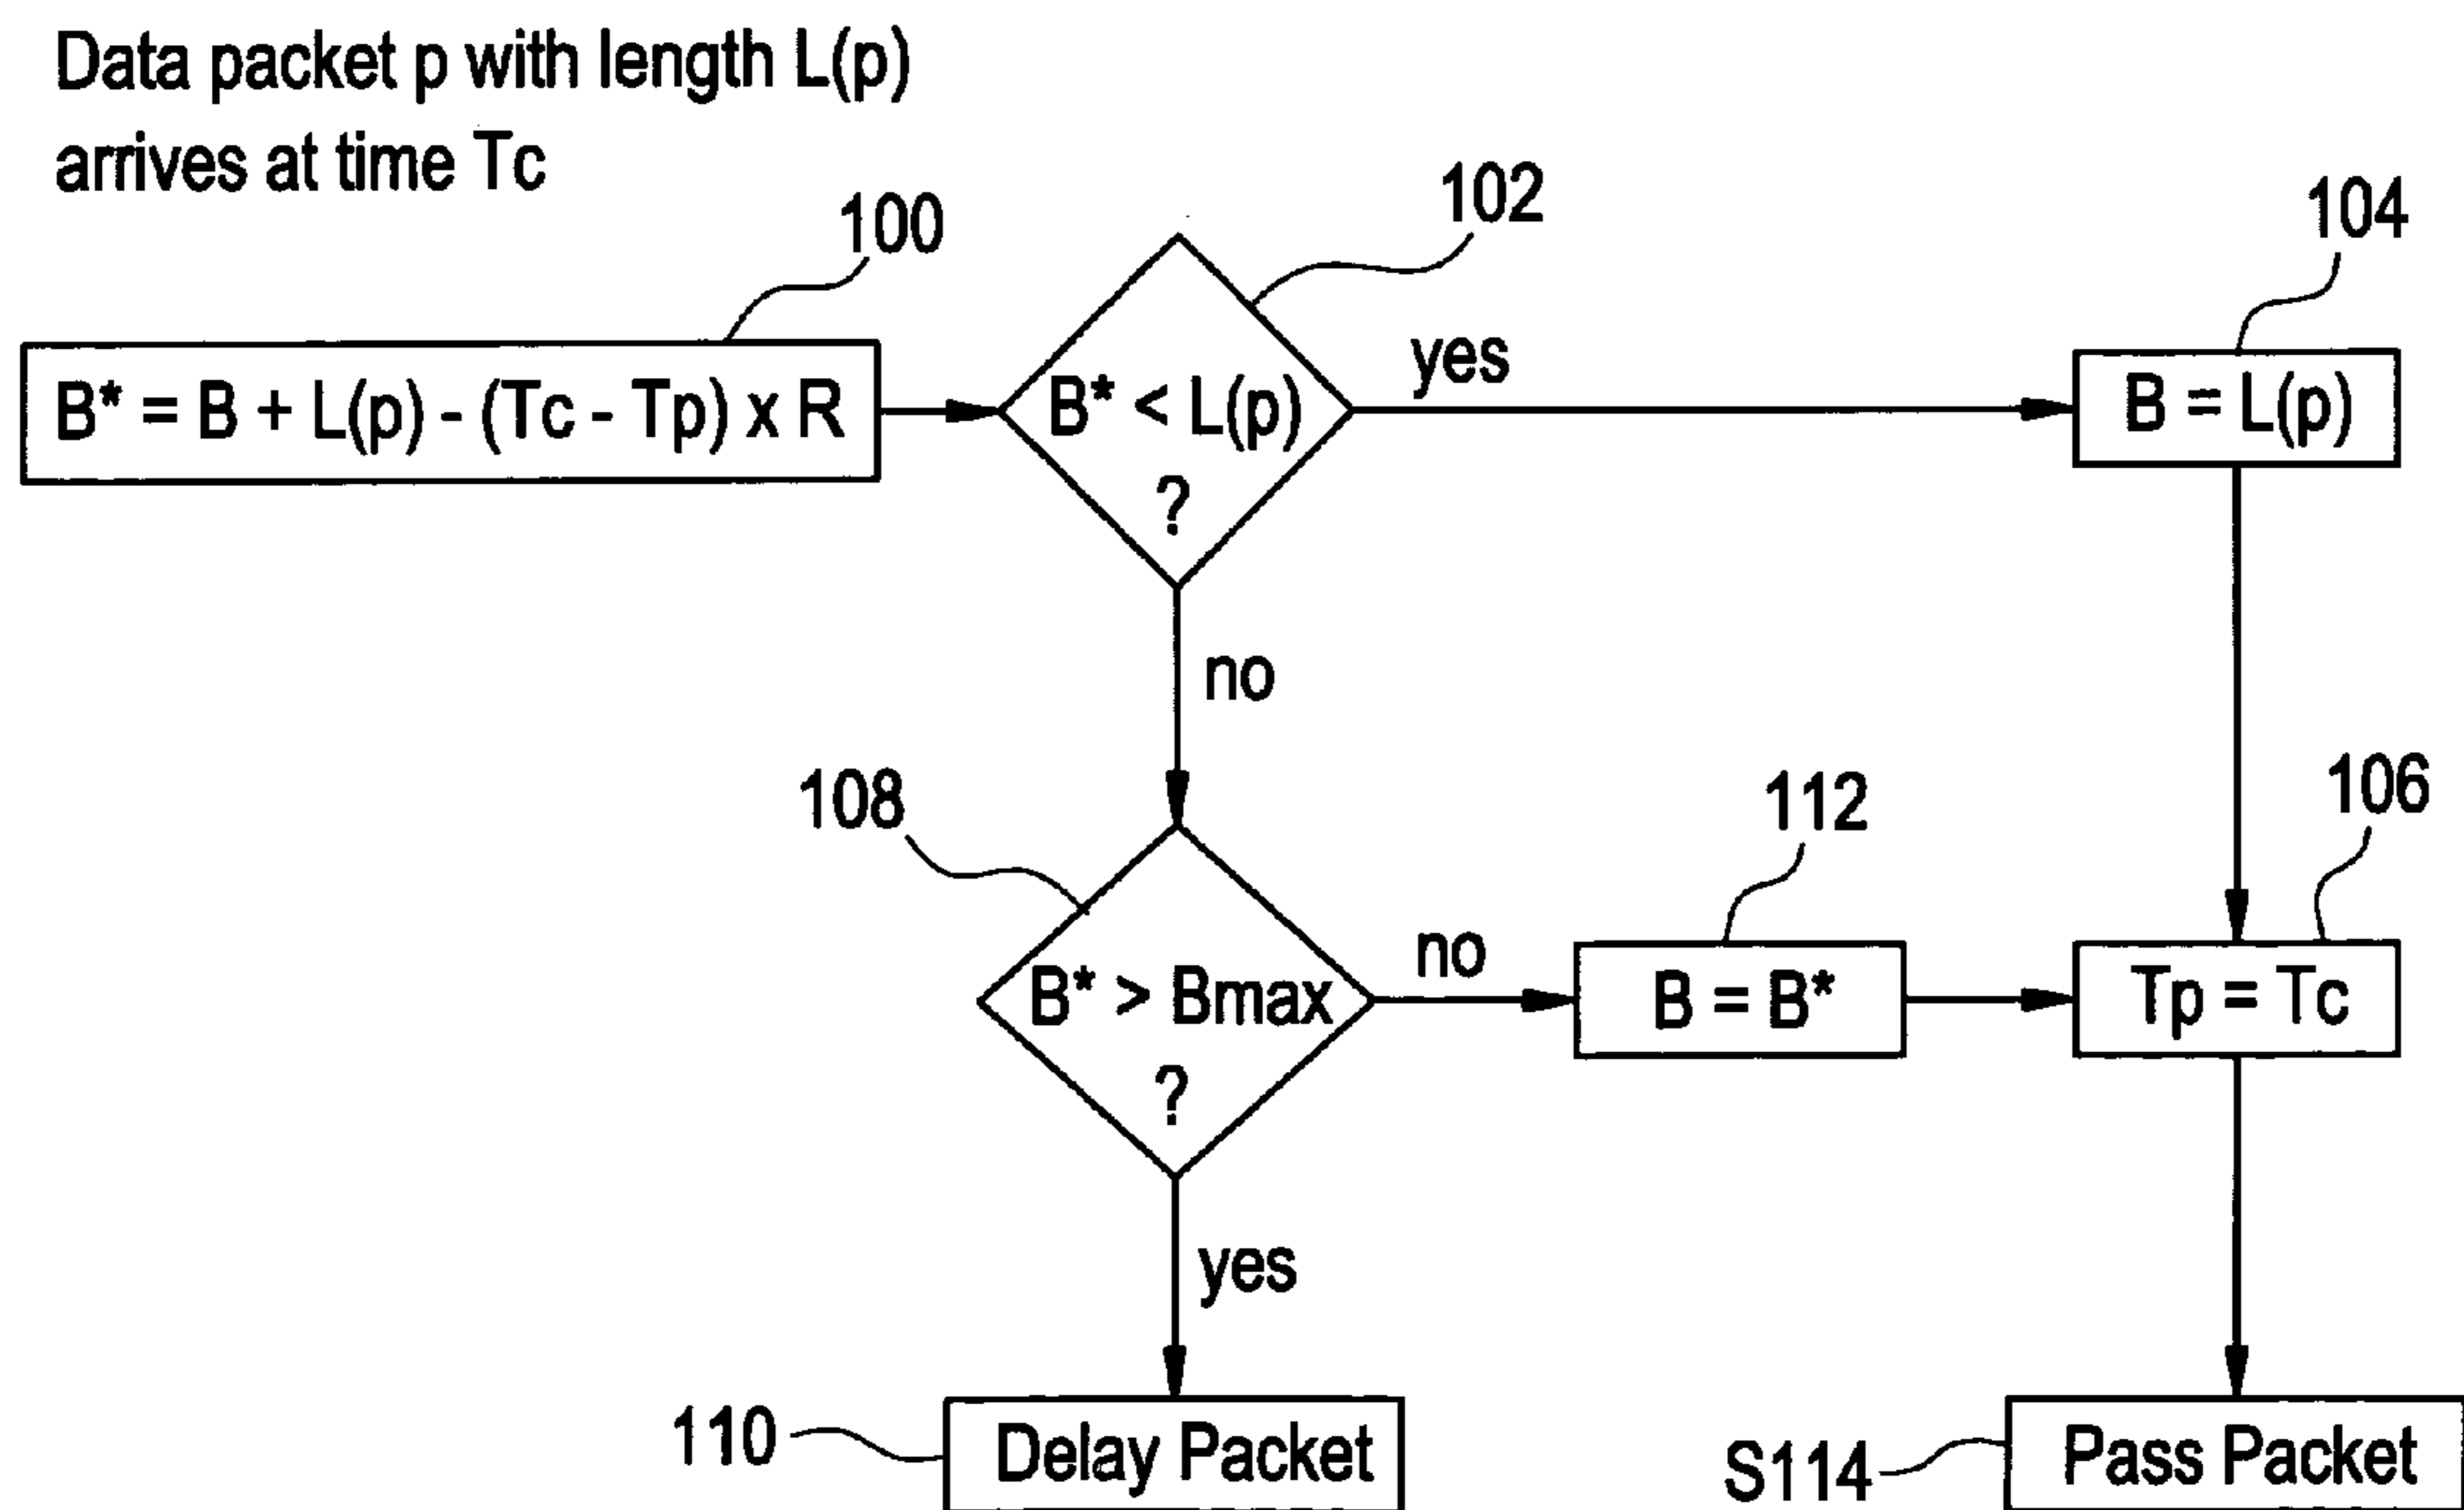 Data packet p with length L(p)
arrives at time Tc
100
102
104
B* = B + L(p) - (Tc - Tp) x R
B* < L(p)
?
yes
B = L(p)
no
108
112
106
B* > Bmax
?
no
B = B*
Tp = Tc
yes
110
Delay Packet
S114
Pass Packet